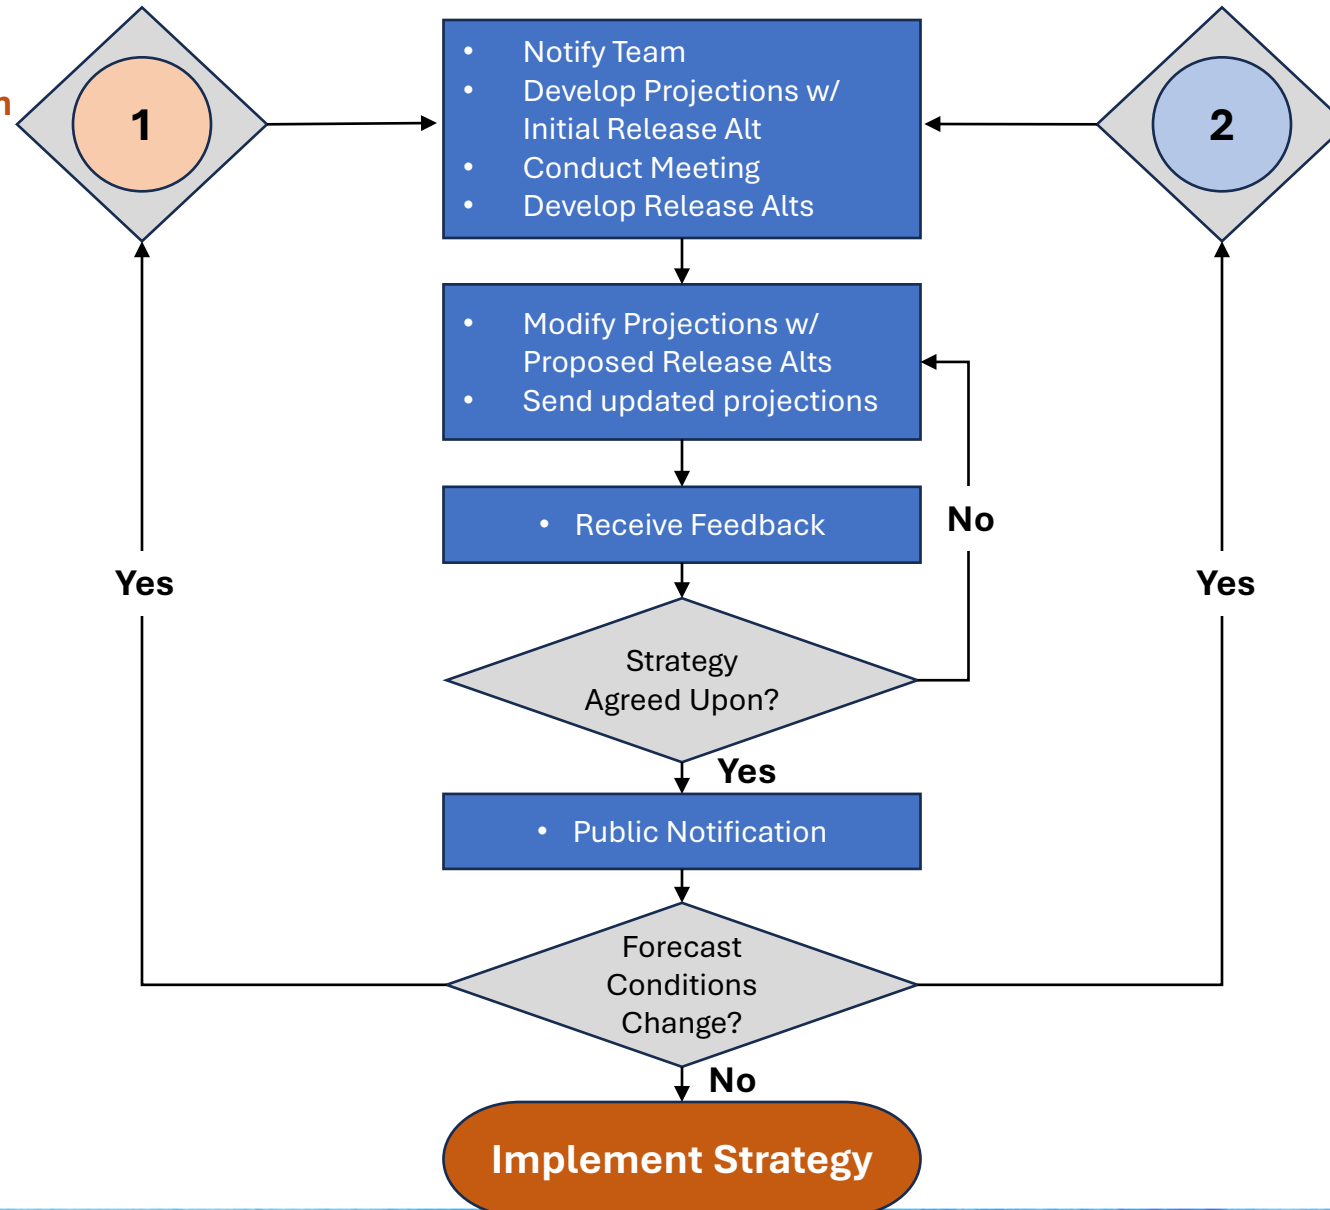 1
• Notify Team
• Develop Projections w/
Initial Release Alt
• Conduct Meeting
• Develop Release Alts
2
• Modify Projections w/
Proposed Release Alts
• Send updated projections
• Receive Feedback
No
Yes
Yes
Strategy
Agreed Upon?
Yes
• Public Notification
Forecast
Conditions
Change?
No
Implement Strategy